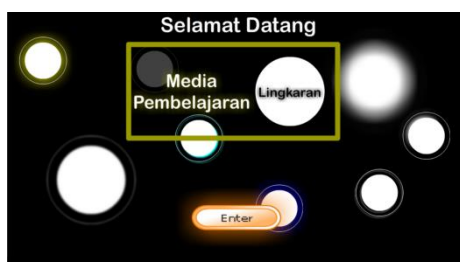 Selamat Datang
Media
Pembelajaran
Lingkaran
Enter